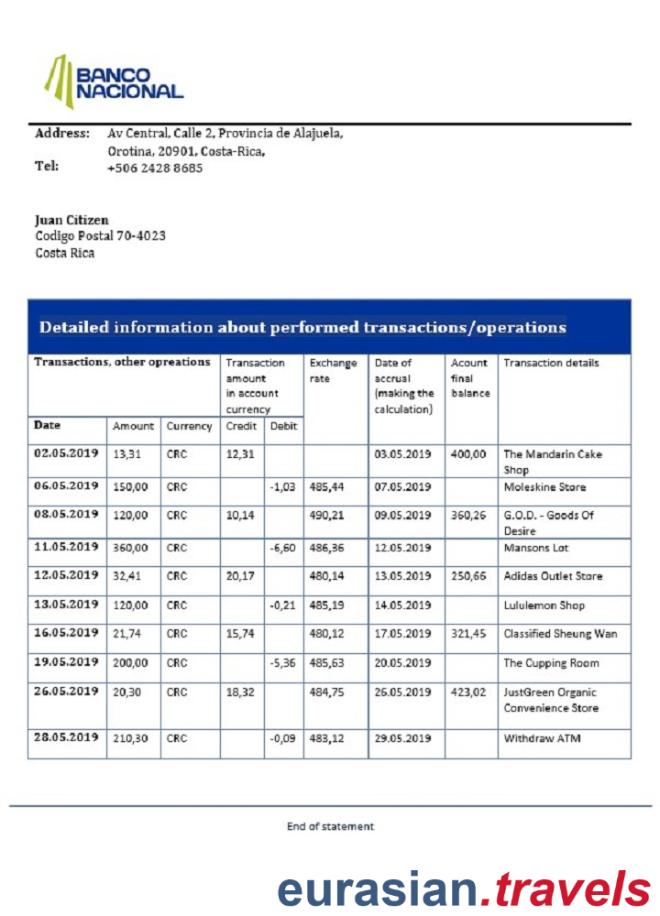 BANCO
NACIONAL
Address: Av Central, Calle 2, Provincia de Alajuela,
Orotina, 20901, Costa-Rica,
Tel: +506 2428 8685
Juan Citizen
Codigo Postal 70-4023
Costa Rica
Detailed information about performed transactions/operations
Transactions, other opreations Transaction amount in account currency Exchange rate Date of accrual (making the calculation) Acount final balance Transaction details
Date Amount Currency Credit Debit
02.05.2019 13,31 CRC 12,31 03.05.2019 400,00 The Mandarin Cake
Shop
06.05.2019 150,00 CRC -1,03 485,44 07.05.2019 Moleskine Store
08.05.2019 120,00 CRC 10,14 490,21 09.05.2019 360,26 G.O.D. - Goods Of
Desire
11.05.2019 360,00 CRC -6,60 486,36 12.05.2019 Mansons Lot
12.05.2019 32,41 CRC 20,17 480,14 13.05.2019 250,66 Adidas Outlet Store
13.05.2019 120,00 CRC -0,21 485,19 14.05.2019 Lululemon Shop
16.05.2019 21,74 CRC 15,74 480,12 17.05.2019 321,45 Classified Sheung Wan
19.05.2019 200,00 CRC -5,36 485,63 20.05.2019 The Cupping Room
26.05.2019 20,30 CRC 18,32 484,75 26.05.2019 423,02 JustGreen Organic
Convenience Store
28.05.2019 210,30 CRC -0,09 483,12 29.05.2019 Withdraw ATM
End of statement
eurasian.travels